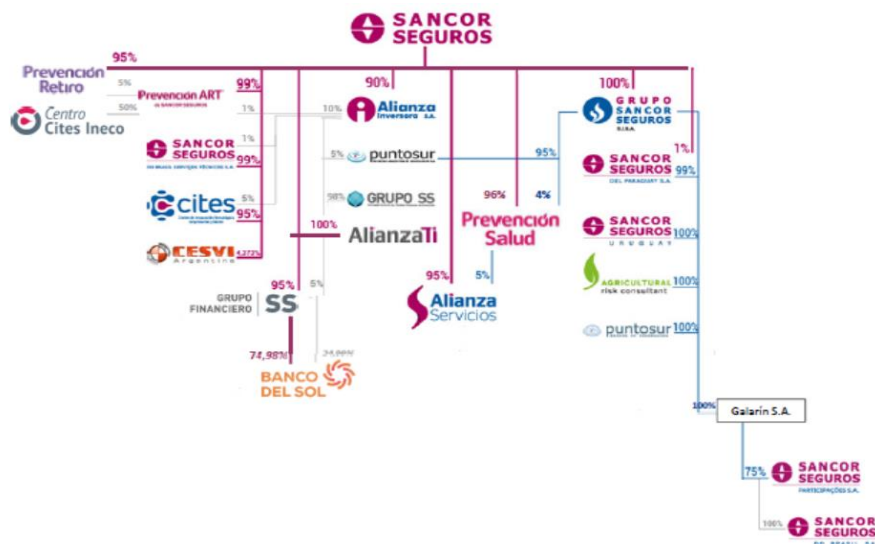 SANCOR
SEGUROS
95%
Prevención
Retiro
5%
50%
Centro
Cites Ineco
Prevención ART
99%
1%
1%
SANCOR
SEGUROS
99%
cites
5%
95%
CESVI
Argentina
90%
10%
Alianza
Inversora S.A.
5%
puntosur
95%
98%
GRUPO SS
100%
AlianzaTi
95%
5%
GRUPO
FINANCIERO
SS
74,98%
BANCO
DEL SOL
96%
4%
Prevención
Salud
95%
5%
Alianza
Servicios
100%
GRUPO
SANCOR
SEGUROS
1%
SANCOR
SEGUROS
DEL PARAGUAY S.A.
99%
SANCOR
SEGUROS
URUGUAY
100%
AGRICULTURAL
risk consultant
100%
puntosur
100%
100%
Galarín S.A.
75%
SANCOR
SEGUROS
PARTICIPAÇÕES S.A.
100%
SANCOR
SEGUROS